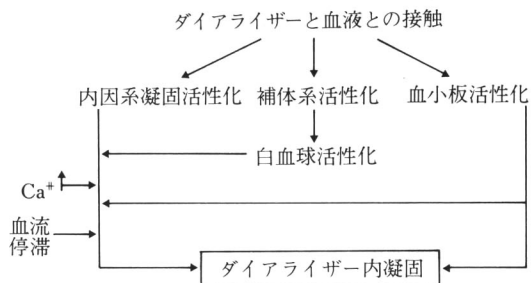 ダイアライザーと血液との接触
内因系凝固活性化 補体系活性化 血小板活性化
白血球活性化
Ca⁺⁺
血流
停滞
ダイアライザー内凝固